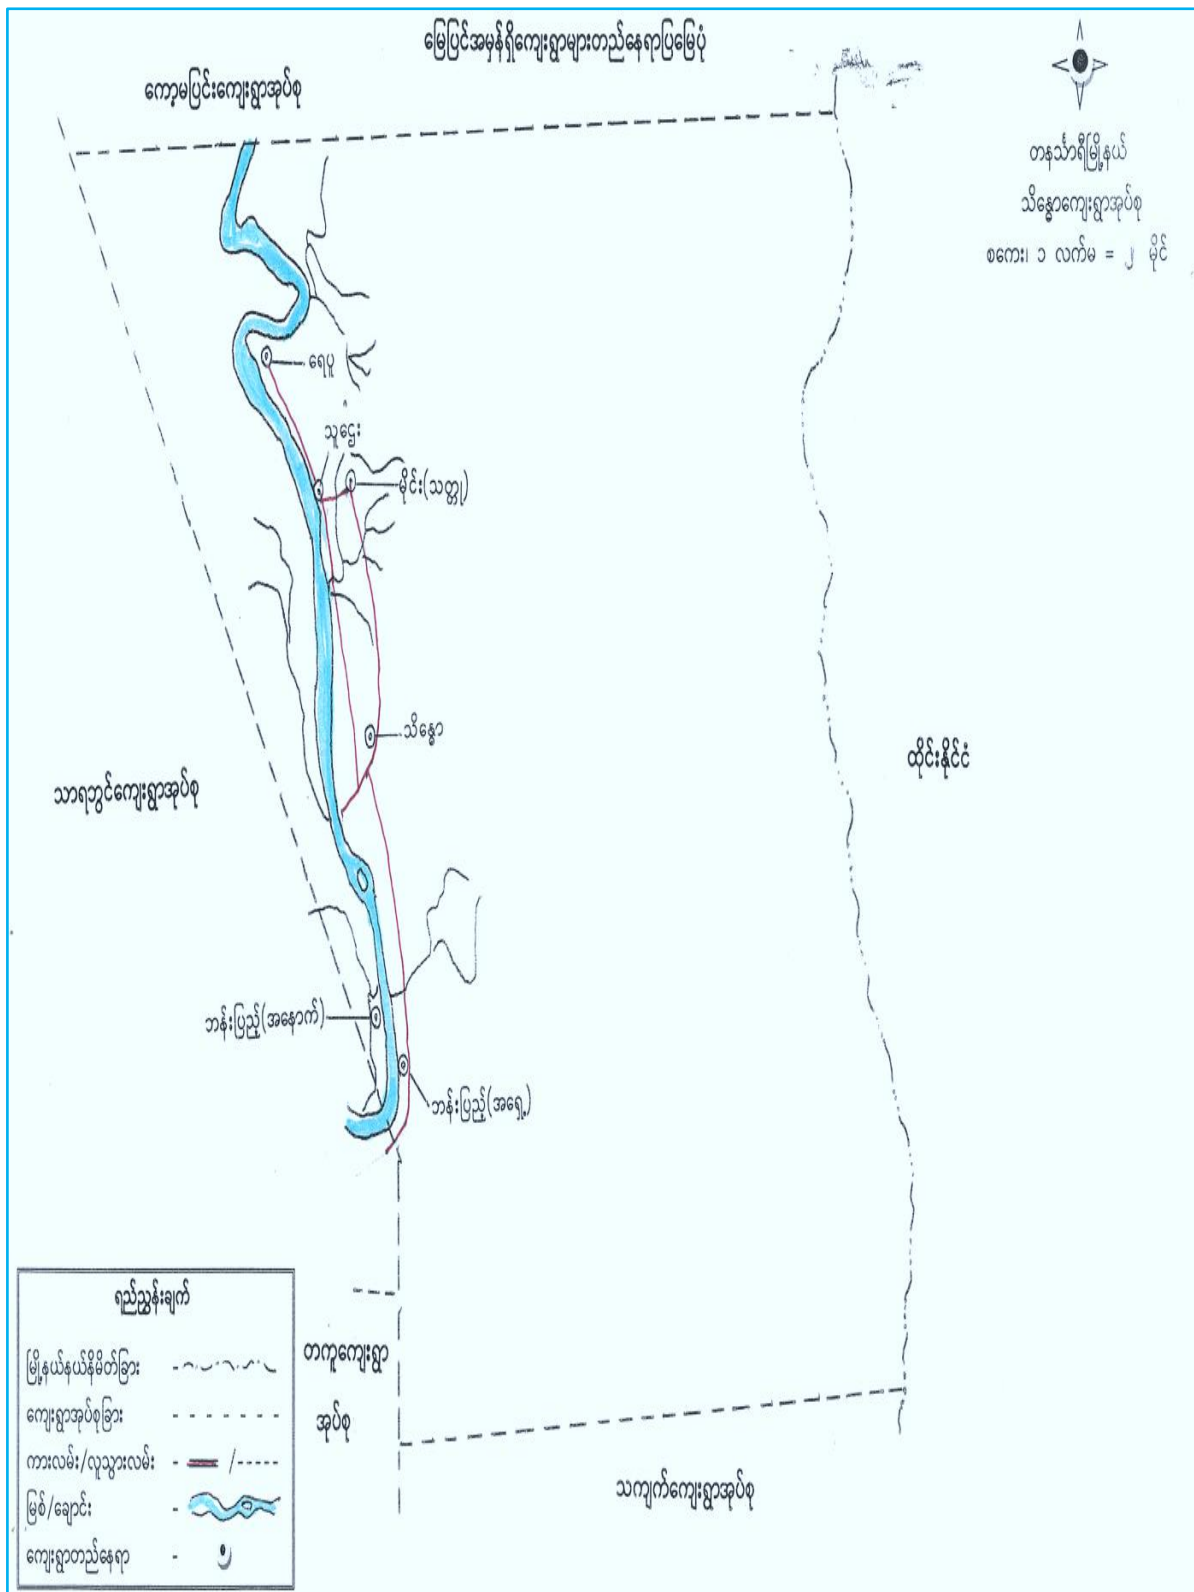 မြေပြင်အမှန်ရှိကျေးရွာများတည်နေရာပြမြေပုံ
ကော့မပြင်းကျေးရွာအုပ်စု
တနင်္သာရီမြို့နယ်
သိန္ဓောကျေးရွာအုပ်စု
စကေး၊ ၁ လက်မ = ၂ မိုင်
ရေပူ
သူဌေး
မိုင်း(သတ္တု)
သိန္ဓော
ထိုင်းနိုင်ငံ
သာရဘွင်ကျေးရွာအုပ်စု
ဘန်းပြည့်(အနောက်)
ဘန်းပြည့်(အရှေ့)
ရည်ညွှန်းချက်
မြို့နယ်နယ်နိမိတ်ခြား -
ကျေးရွာအုပ်စုခြား -
ကားလမ်း/လူသွားလမ်း - /
မြစ်/ချောင်း -
ကျေးရွာတည်နေရာ -
တကူကျေးရွာ
အုပ်စု
သကျက်ကျေးရွာအုပ်စု